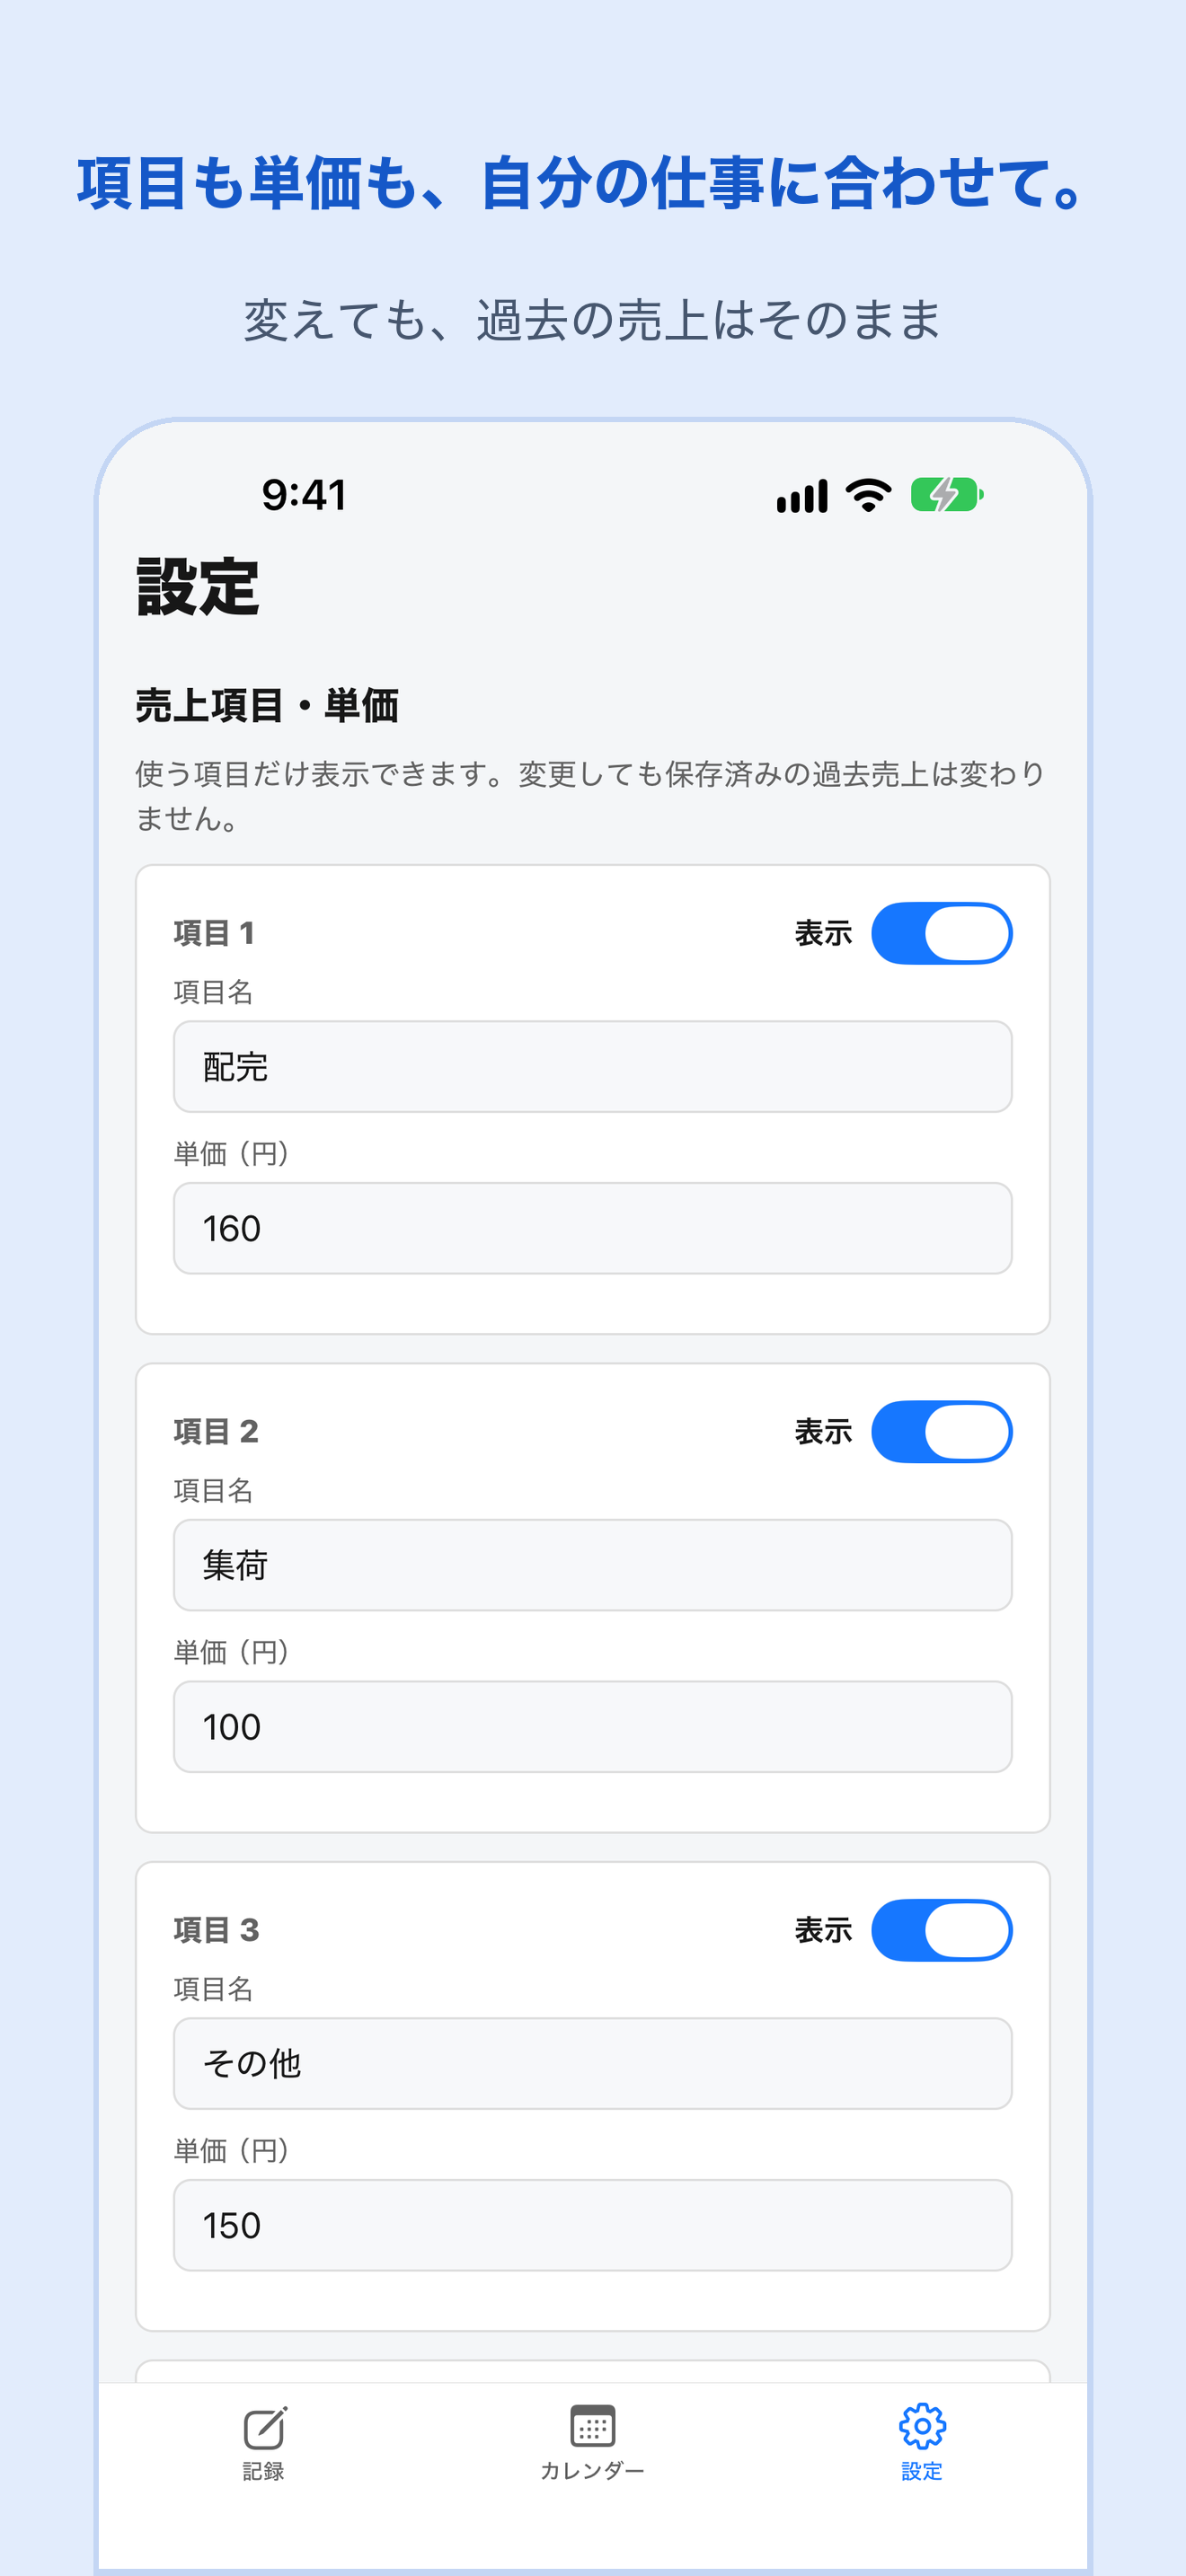 項目も単価も、自分の仕事に合わせて。
変えても、過去の売上はそのまま
9:41
設定
売上項目・単価
使う項目だけ表示できます。変更しても保存済みの過去売上は変わり
ません。
項目 1 表示
項目名
配完
単価（円）
160
項目 2 表示
項目名
集荷
単価（円）
100
項目 3 表示
項目名
その他
単価（円）
150
記録 カレンダー 設定